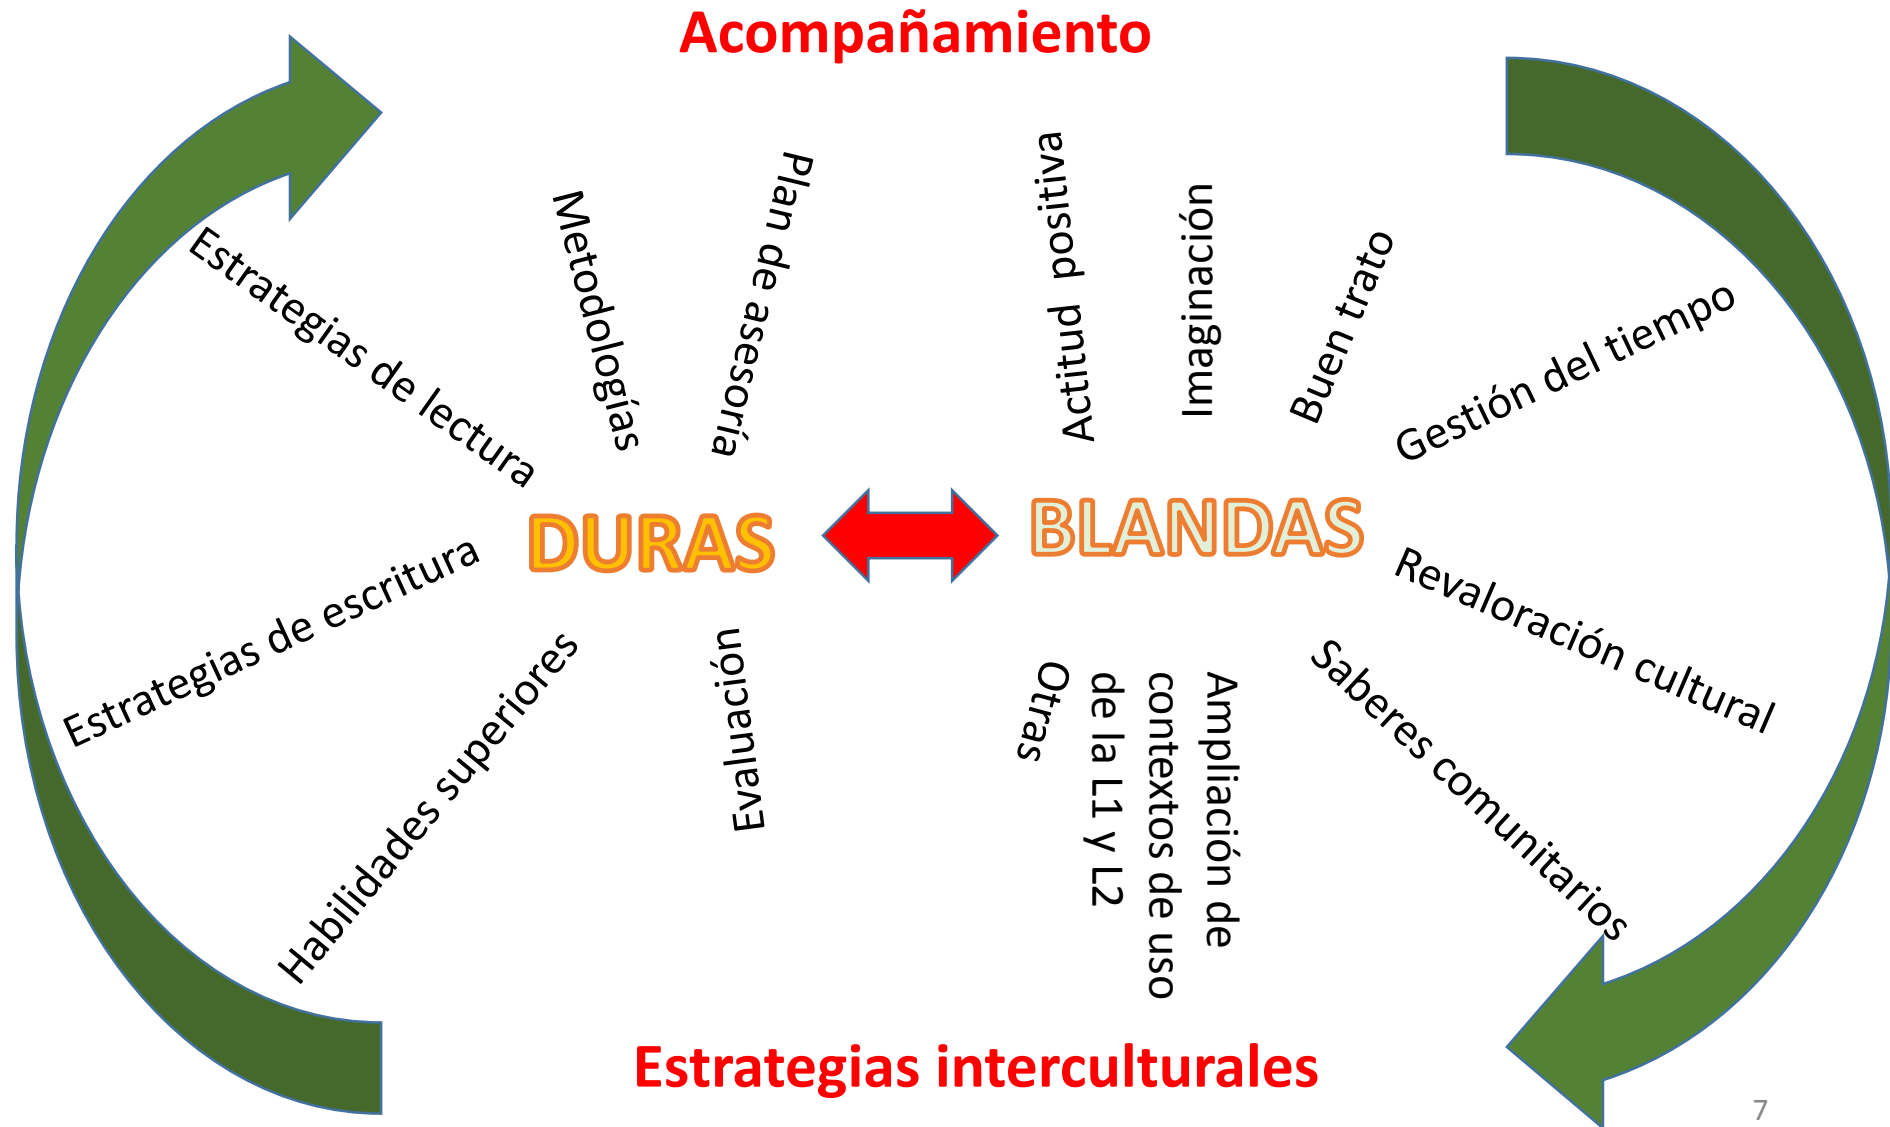 Acompañamiento
Estrategias de lectura
Metodologías
Plan de asesoría
Actitud positiva
Imaginación
Buen trato
Gestión del tiempo
DURAS
BLANDAS
Estrategias de escritura
Habilidades superiores
Evaluación
Otras
Ampliación de
contextos de uso
de la L1 y L2
Saberes comunitarios
Revaloración cultural
Estrategias interculturales
7